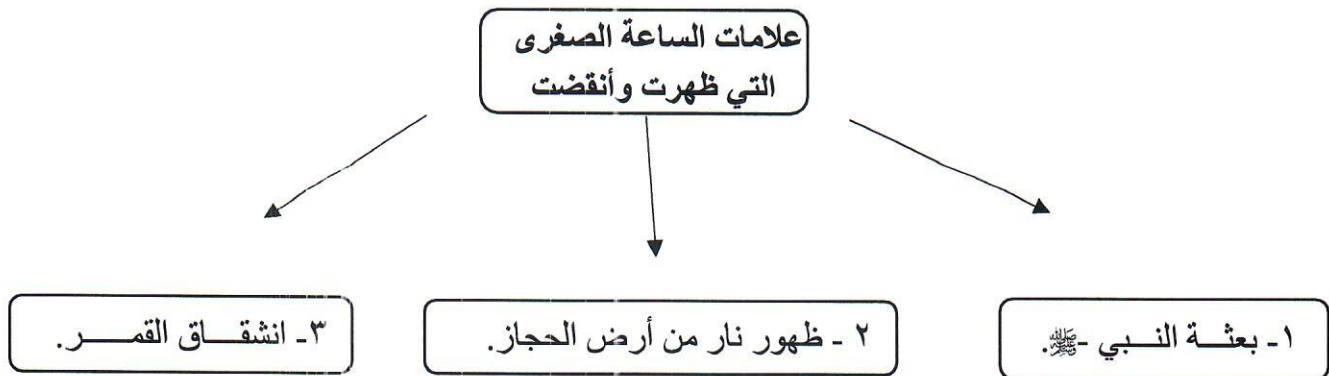 علامات الساعة الصغرى
التي ظهرت وأنقضت
١- بعثة النبي -ﷺ.
٢ - ظهور نار من أرض الحجاز.
٣- انشقاق القمر.